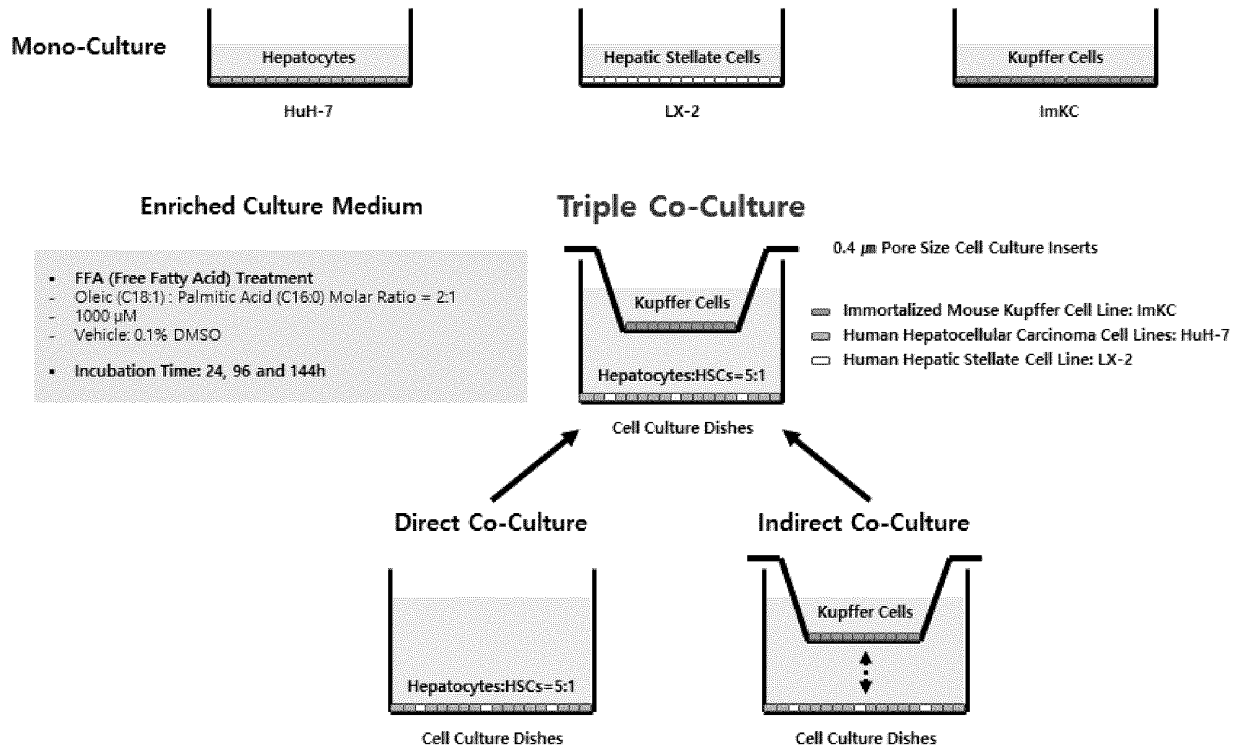 Mono-Culture
Hepatocytes
HuH-7
Hepatic Stellate Cells
LX-2
Kupffer Cells
ImKC
Enriched Culture Medium
▪ FFA (Free Fatty Acid) Treatment
- Oleic (C18:1) : Palmitic Acid (C16:0) Molar Ratio = 2:1
- 1000 μM
- Vehicle: 0.1% DMSO
▪ Incubation Time: 24, 96 and 144h
Triple Co-Culture
Kupffer Cells
Hepatocytes:HSCs=5:1
Cell Culture Dishes
0.4 ㎛ Pore Size Cell Culture Inserts
Immortalized Mouse Kupffer Cell Line: ImKC
Human Hepatocellular Carcinoma Cell Lines: HuH-7
Human Hepatic Stellate Cell Line: LX-2
Direct Co-Culture
Hepatocytes:HSCs=5:1
Cell Culture Dishes
Indirect Co-Culture
Kupffer Cells
Cell Culture Dishes